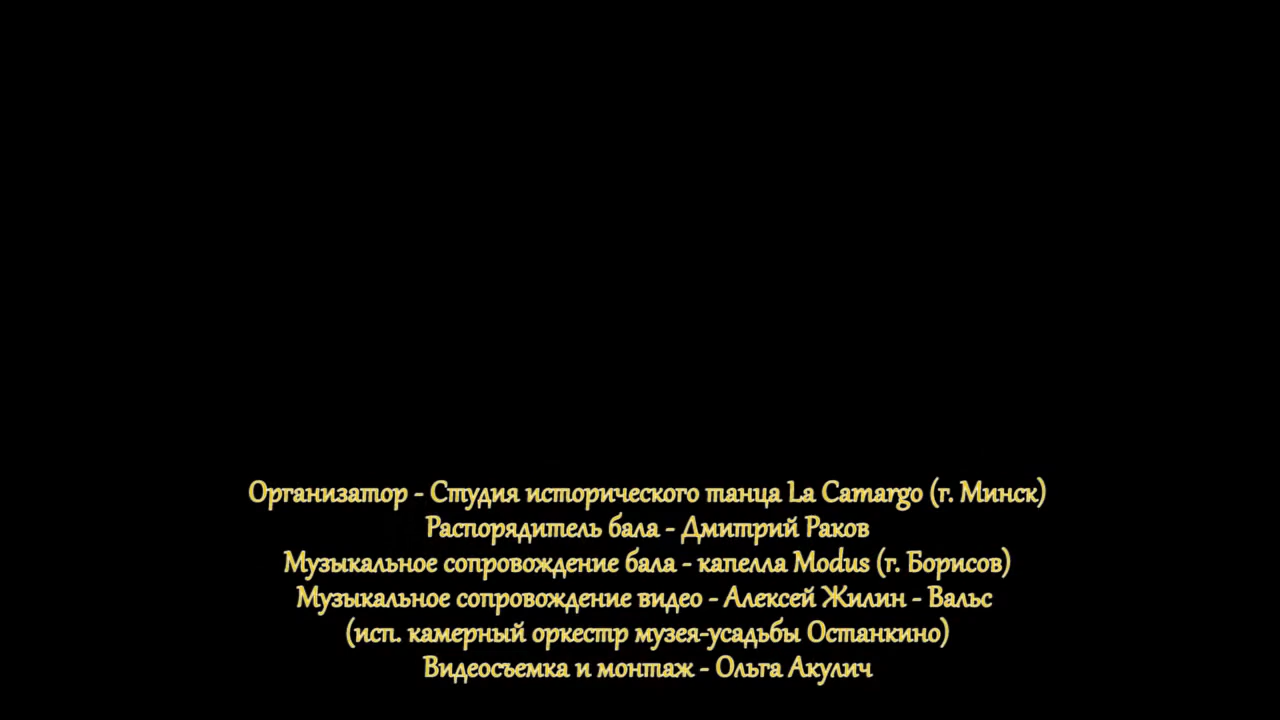 Организатор - Студия исторического танца La Camargo (г. Минск)
Распорядитель бала - Дмитрий Раков
Музыкальное сопровождение бала - капелла Modus (г. Борисов)
Музыкальное сопровождение видео - Алексей Жилин - Вальс
(исп. камерный оркестр музея-усадьбы Останкино)
Видеосъемка и монтаж - Ольга Акулич